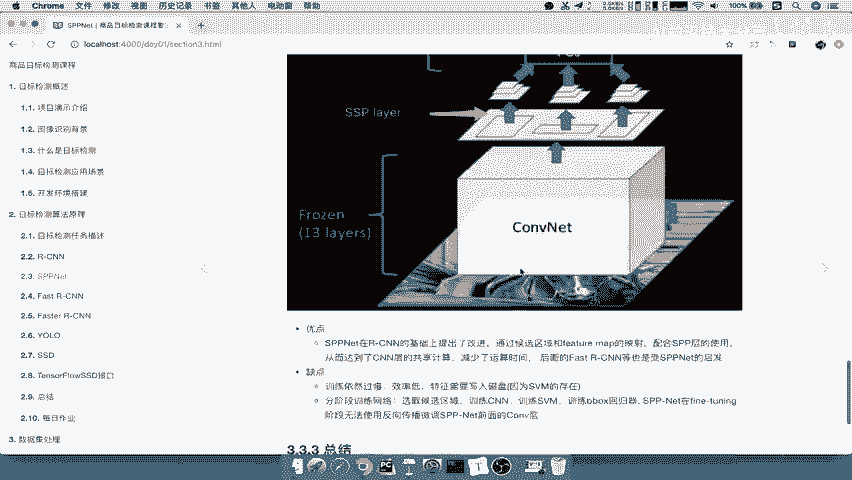 Chrome 文件 修改 视图 历史记录 书签 其他人 电动窗 帮助
100%
SPPNet | 商品目标检测课程
localhost:4000/day01/section3.html
商品目标检测课程
1. 目标检测概述
1.1. 项目演示介绍
1.2. 图像识别背景
1.3. 什么是目标检测
1.4. 目标检测应用场景
1.5. 开发环境搭建
2. 目标检测算法原理
2.1. 目标检测任务描述
2.2. R-CNN
2.3. SPPNet
2.4. Fast R-CNN
2.5. Faster R-CNN
2.6. YOLO
2.7. SSD
2.8. TensorFlowSSD接口
2.9. 总结
2.10. 每日作业
3. 数据集处理
SSP layer
Frozen
(13 layers)
ConvNet
• 优点
SPPNet在R-CNN的基础上提出了改进，通过候选区域和feature map的映射，配合SPP层的使用，
从而达到了CNN层的共享计算，减少了运算时间， 后面的Fast R-CNN等也是受SPPNet的启发
• 缺点
训练依然过慢、效率低，特征需要写入磁盘(因为SVM的存在)
分阶段训练网络：选取候选区域、训练CNN、训练SVM、训练bbox回归器, SPP-Net在fine-tuning
阶段无法使用反向传播微调SPP-Net前面的Conv层
3.3.3 总结